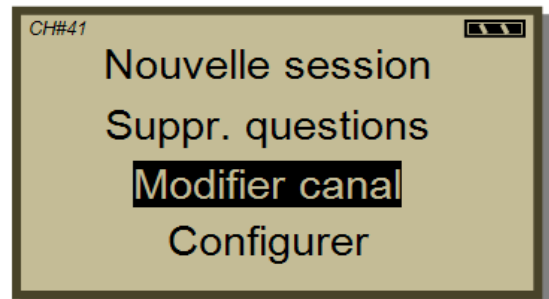 CH#41
Nouvelle session
Suppr. questions
Modifier canal
Configurer